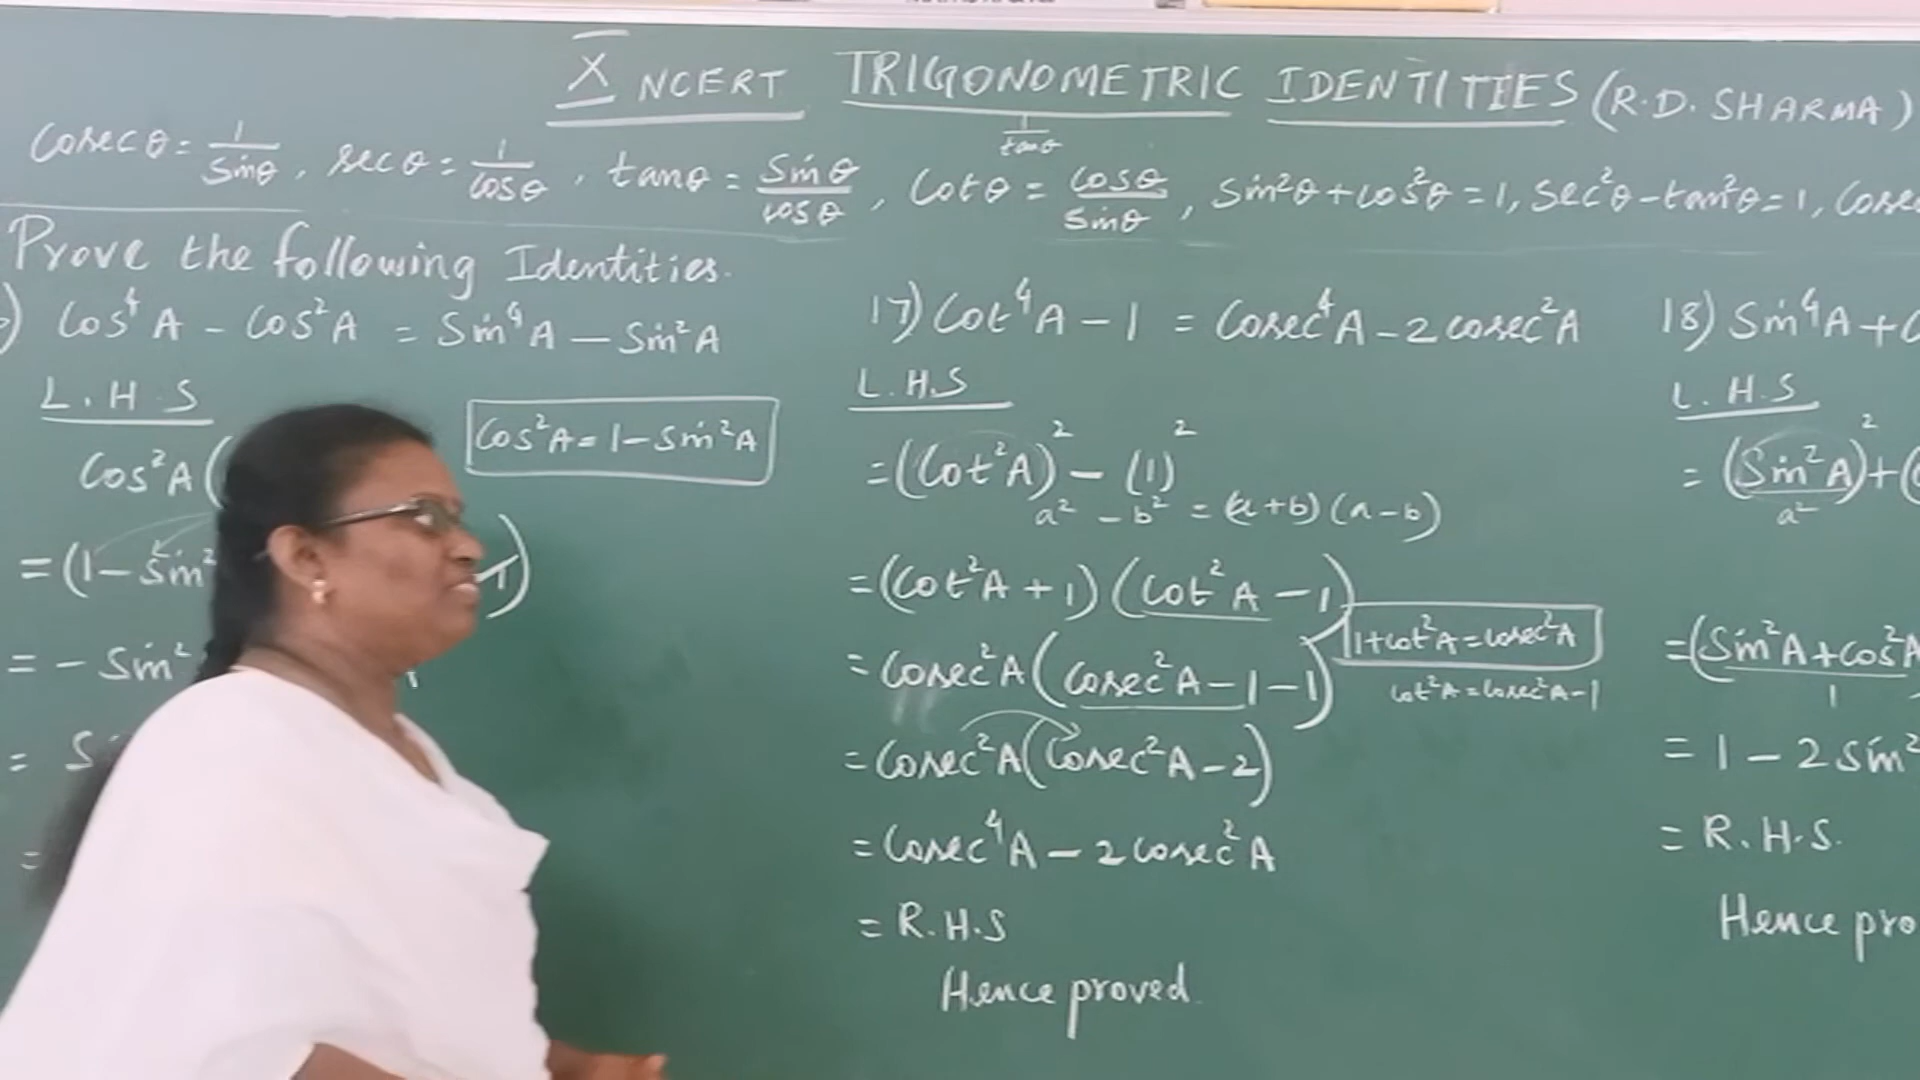 X NCERT TRIGONOMETRIC IDENTITIES (R.D. SHARMA)
Cosec θ = 1/sinθ, sec θ = 1/cosθ, tanθ = sinθ/cosθ, Cotθ = cosθ/sinθ, sin²θ + cos²θ = 1, sec²θ - tan²θ = 1,
1/tanθ
Prove the following Identities.
Cos⁴A - Cos²A = Sin⁴A - Sin²A
L.H.S
Cos²A (
Cos²A = 1 - Sin²A
= (1 - Sin²
= - Sin²
=
=
17) Cot⁴A - 1 = Cosec⁴A - 2 cosec²A
L.H.S
= (Cot²A)² - (1)²
a² - b² = (a+b) (a-b)
= (Cot²A + 1) (Cot²A - 1)
1+cot²A = cosec²A
= Cosec²A (Cosec²A - 1 - 1)
cot²A = cosec²A - 1
= Cosec²A (Cosec²A - 2)
= Cosec⁴A - 2 cosec²A
= R.H.S
Hence proved.
18) Sin⁴A +
L.H.S
= (Sin²A)² + (
a²
= (Sin²A + cos²A
1
= 1 - 2 Sin²
= R.H.S.
Hence